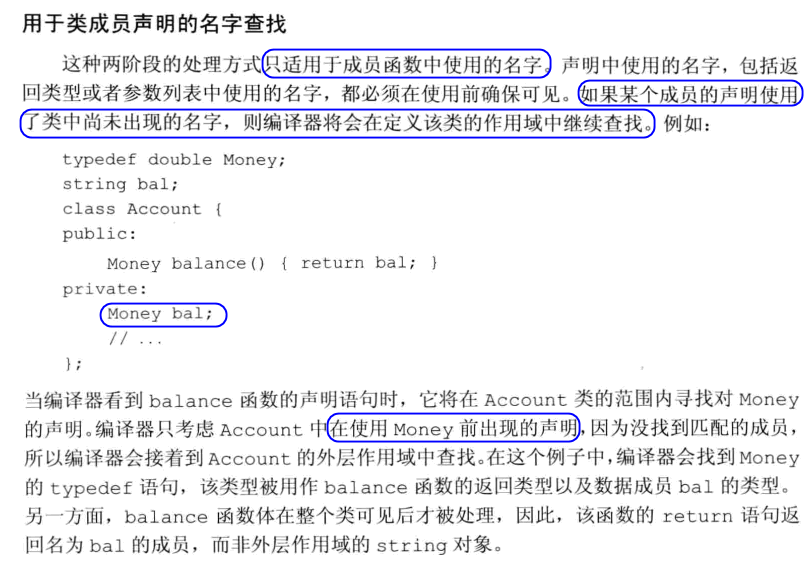 用于类成员声明的名字查找
这种两阶段的处理方式只适用于成员函数中使用的名字。声明中使用的名字，包括返
回类型或者参数列表中使用的名字，都必须在使用前确保可见。如果某个成员的声明使用
了类中尚未出现的名字，则编译器将会在定义该类的作用域中继续查找。例如：
typedef double Money;
string bal;
class Account {
public:
Money balance() { return bal; }
private:
Money bal;
// ...
};
当编译器看到 balance 函数的声明语句时，它将在 Account 类的范围内寻找对 Money
的声明。编译器只考虑 Account 中在使用 Money 前出现的声明，因为没找到匹配的成员，
所以编译器会接着到 Account 的外层作用域中查找。在这个例子中，编译器会找到 Money
的 typedef 语句，该类型被用作 balance 函数的返回类型以及数据成员 bal 的类型。
另一方面，balance 函数体在整个类可见后才被处理，因此，该函数的 return 语句返
回名为 bal 的成员，而非外层作用域的 string 对象。